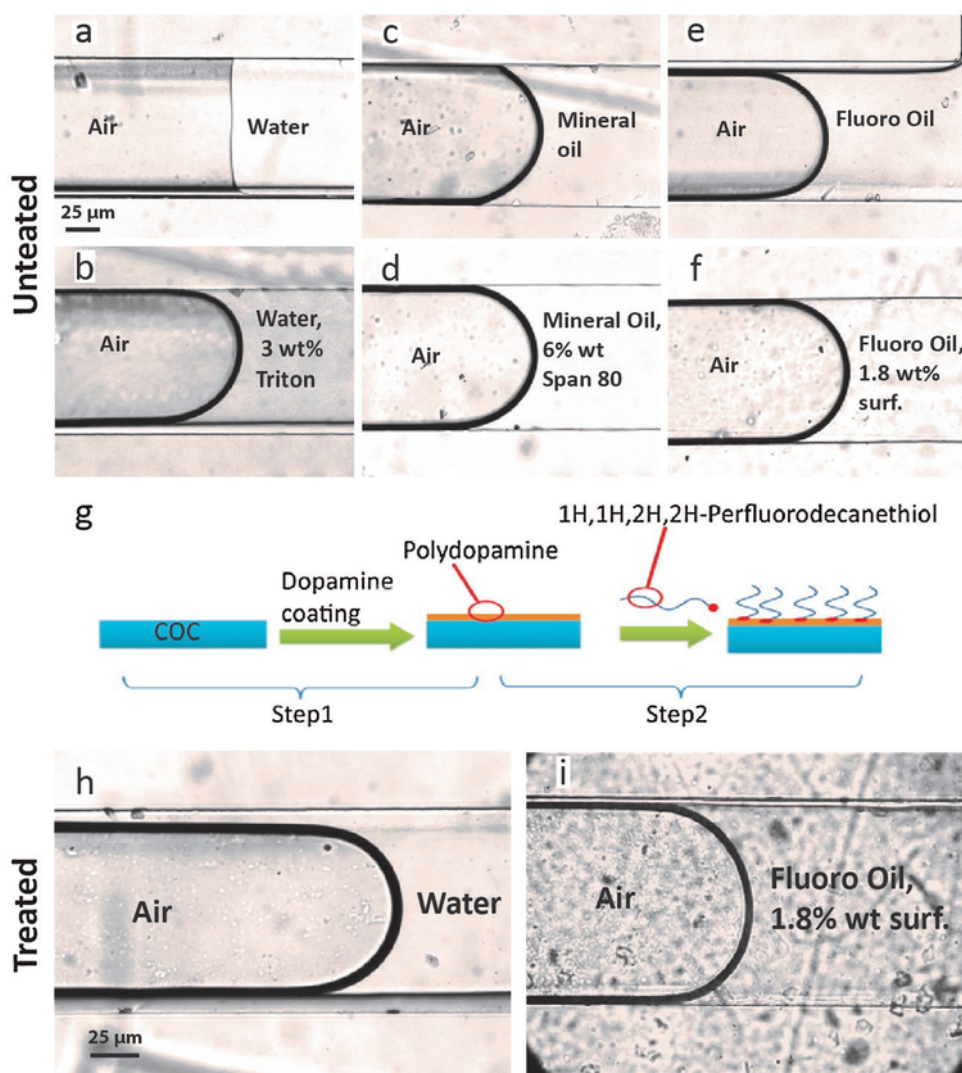 Unteated
a
Air
Water
25 µm
c
Air
Mineral
oil
e
Air
Fluoro Oil
b
Air
Water,
3 wt%
Triton
d
Air
Mineral Oil,
6% wt
Span 80
f
Air
Fluoro Oil,
1.8 wt%
surf.
g
COC
Dopamine
coating
Polydopamine
1H,1H,2H,2H-Perfluorodecanethiol
Step1
Step2
Treated
h
Air
Water
25 µm
i
Air
Fluoro Oil,
1.8% wt surf.